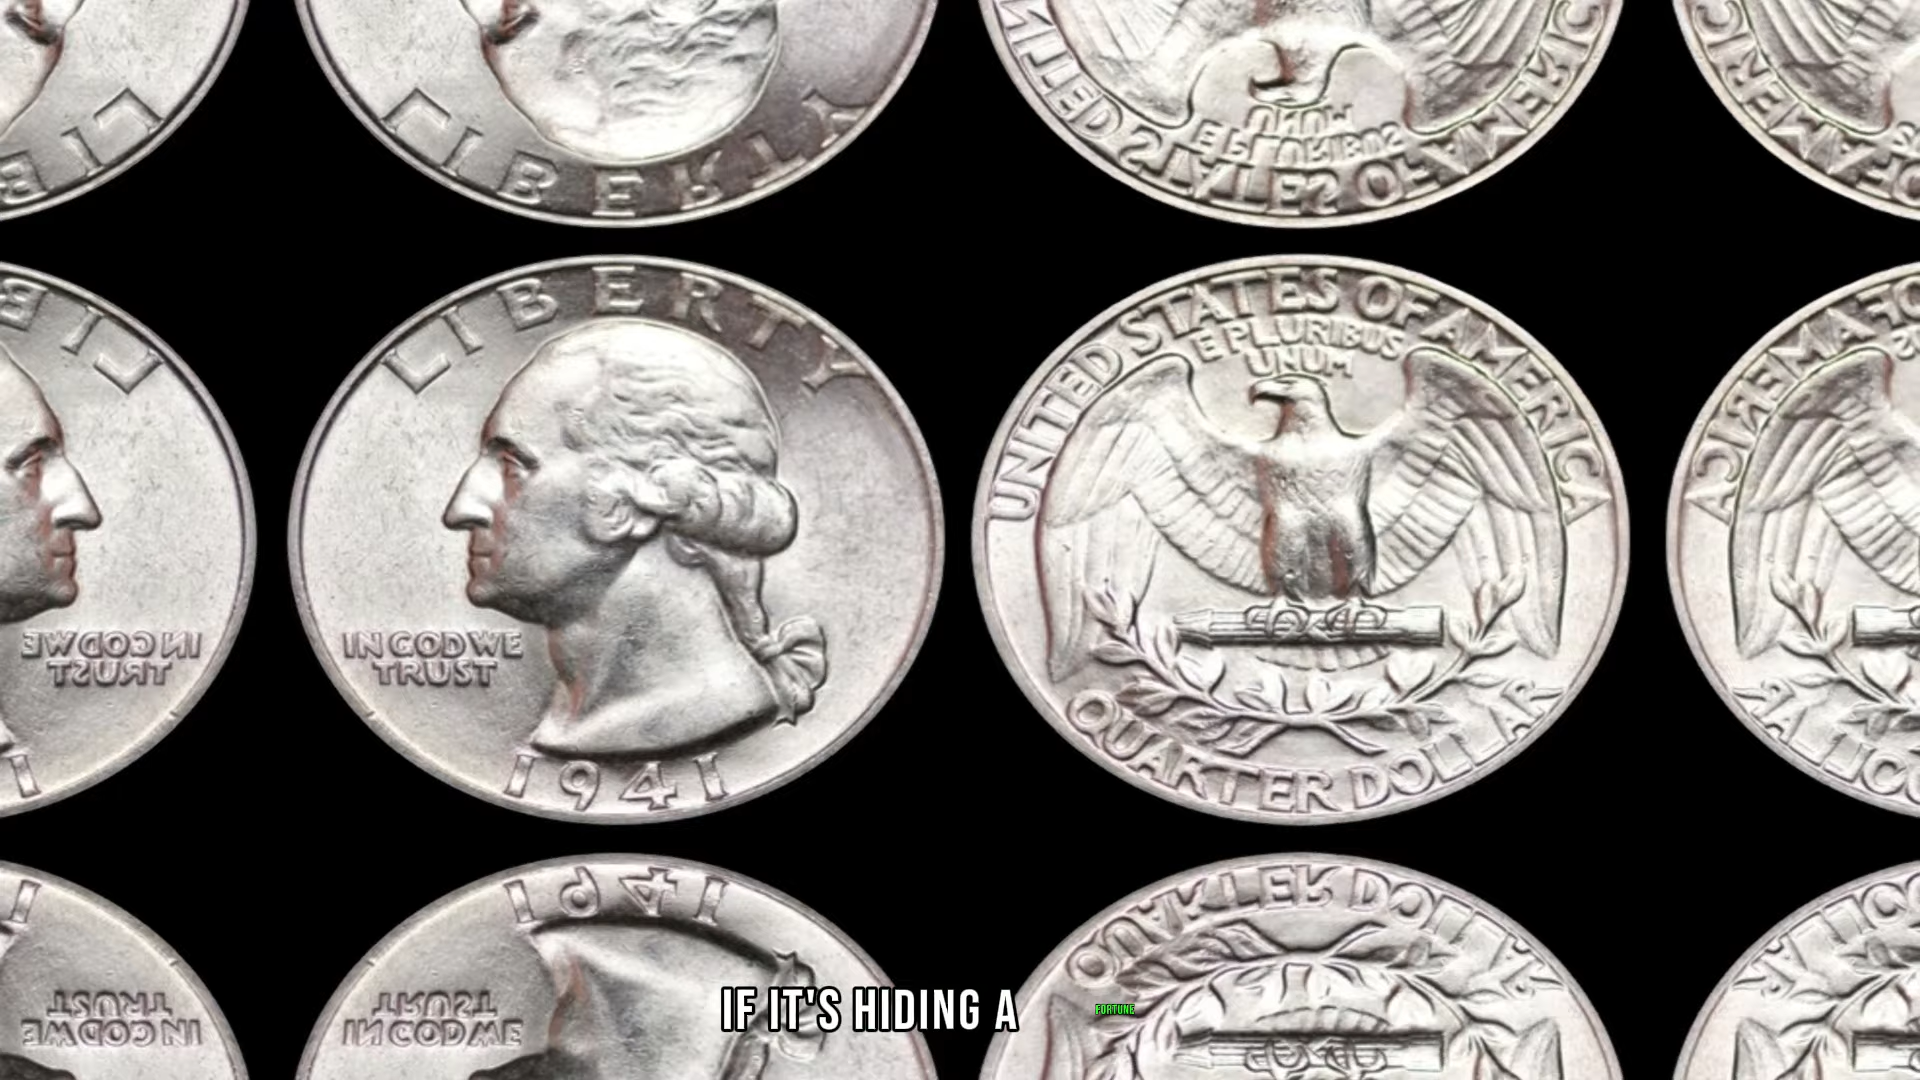 LIBERTY
IN GOD WE
TRUST
1941
UNITED STATES OF AMERICA
E PLURIBUS
UNUM
QUARTER DOLLAR
IF IT'S HIDING A FORTUNE